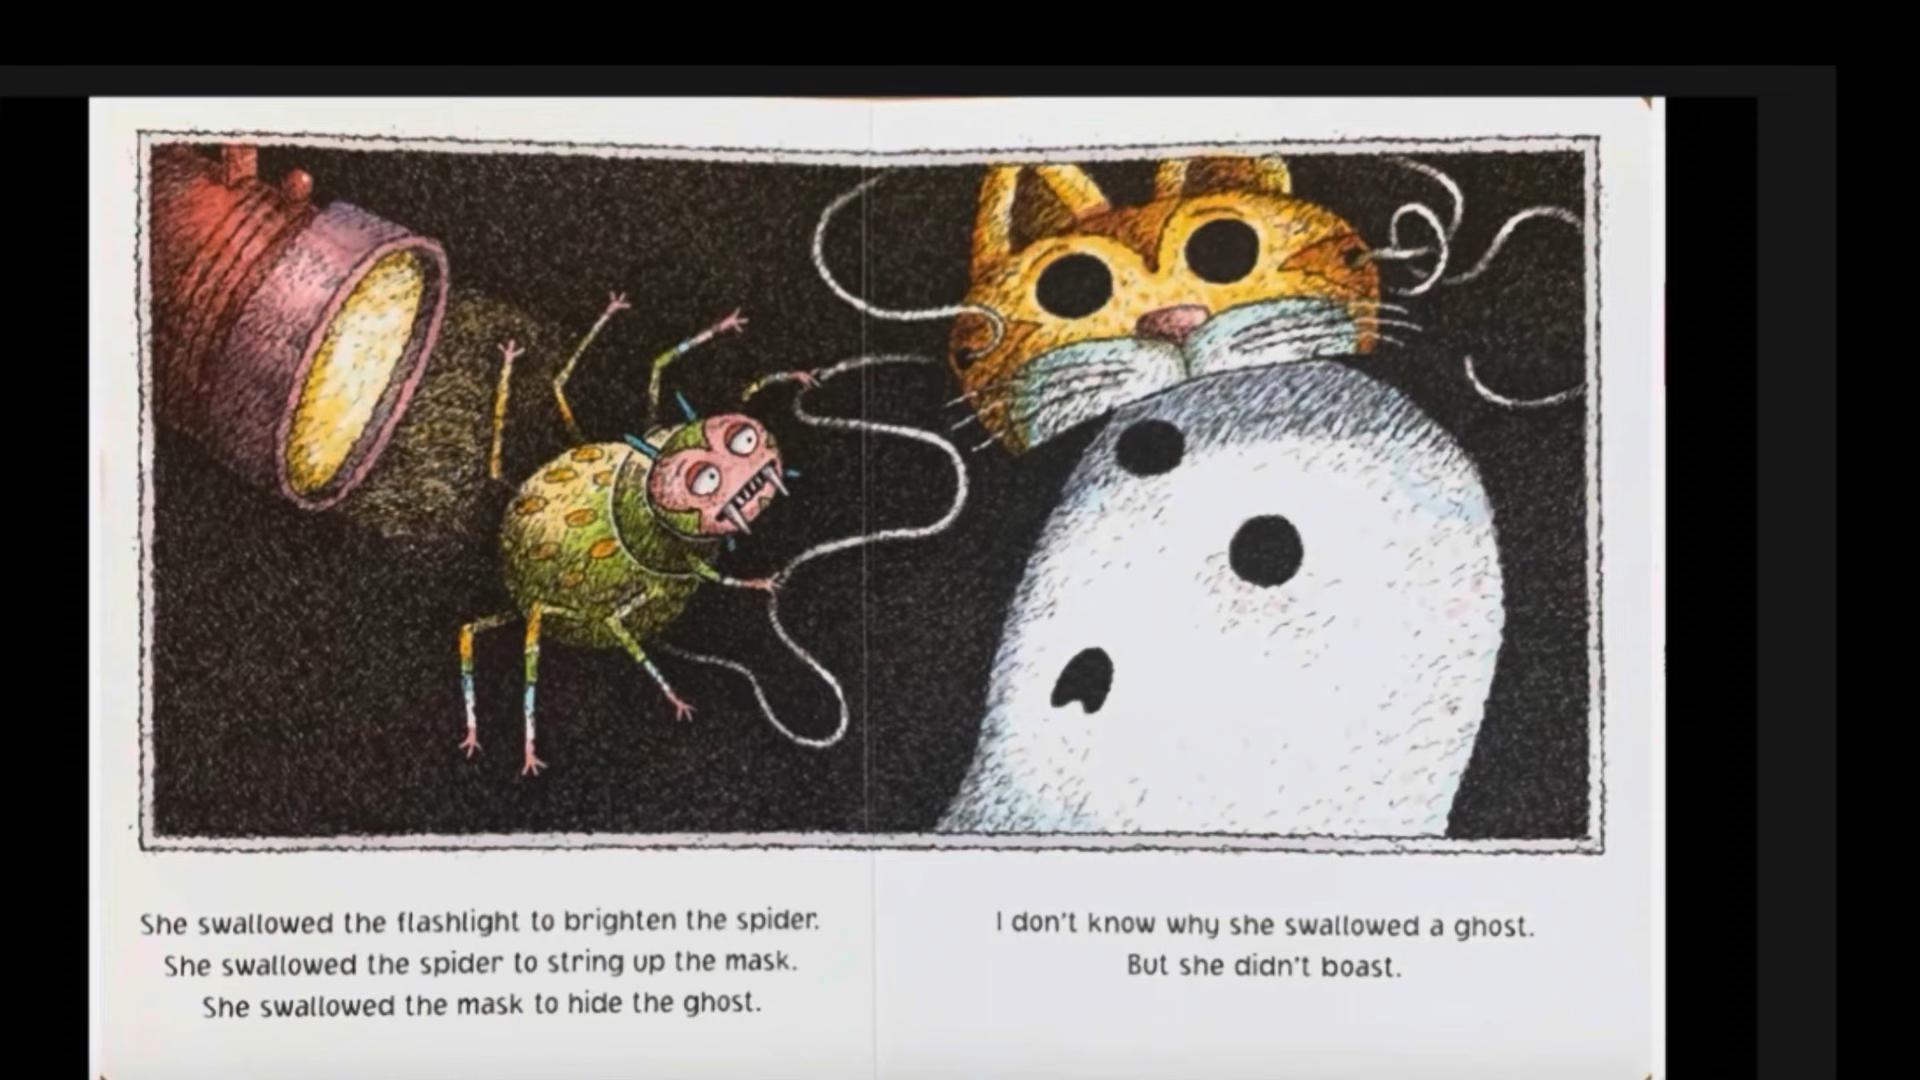 She swallowed the flashlight to brighten the spider.
She swallowed the spider to string up the mask.
She swallowed the mask to hide the ghost.
I don't know why she swallowed a ghost.
But she didn't boast.